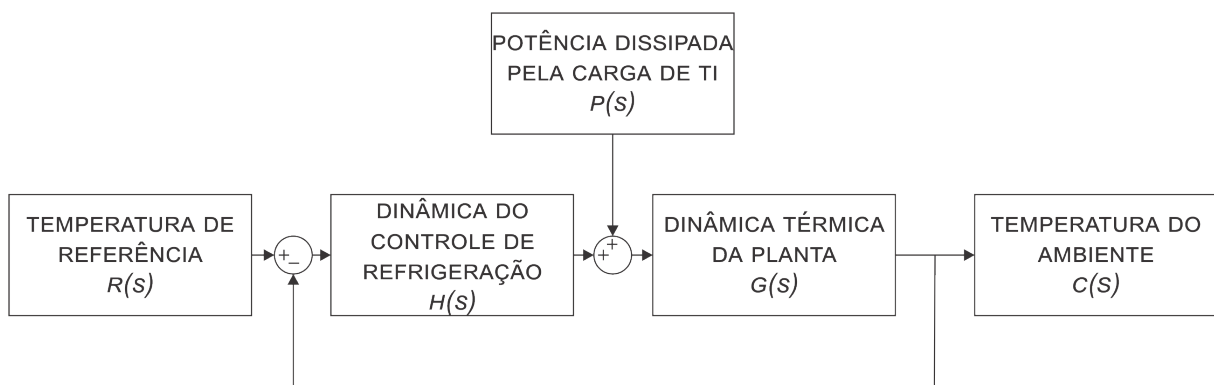 POTÊNCIA DISSIPADA
PELA CARGA DE TI
P(s)
TEMPERATURA DE
REFERÊNCIA
R(s)
+
–
DINÂMICA DO
CONTROLE DE
REFRIGERAÇÃO
H(s)
+
+
DINÂMICA TÉRMICA
DA PLANTA
G(s)
TEMPERATURA DO
AMBIENTE
C(S)